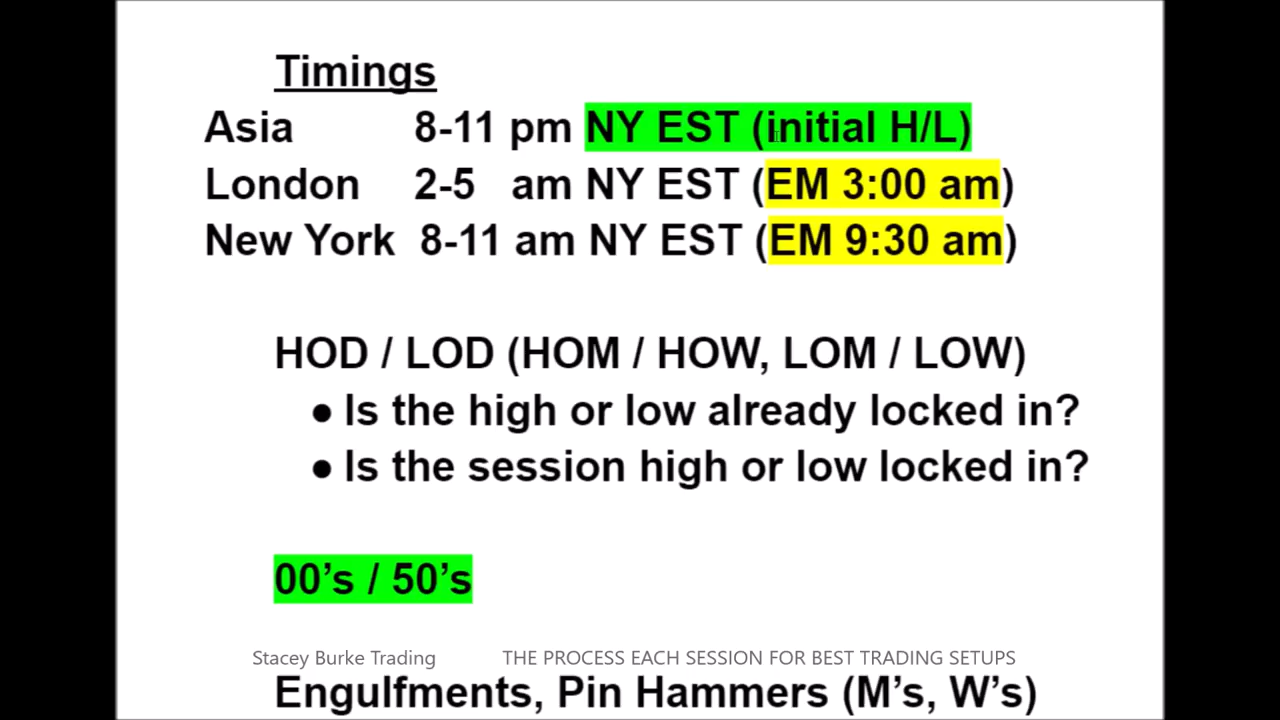 Timings
Asia 8-11 pm NY EST (initial H/L)
London 2-5 am NY EST (EM 3:00 am)
New York 8-11 am NY EST (EM 9:30 am)
HOD / LOD (HOM / HOW, LOM / LOW)
● Is the high or low already locked in?
● Is the session high or low locked in?
00’s / 50’s
Stacey Burke Trading THE PROCESS EACH SESSION FOR BEST TRADING SETUPS
Engulfments, Pin Hammers (M’s, W’s)